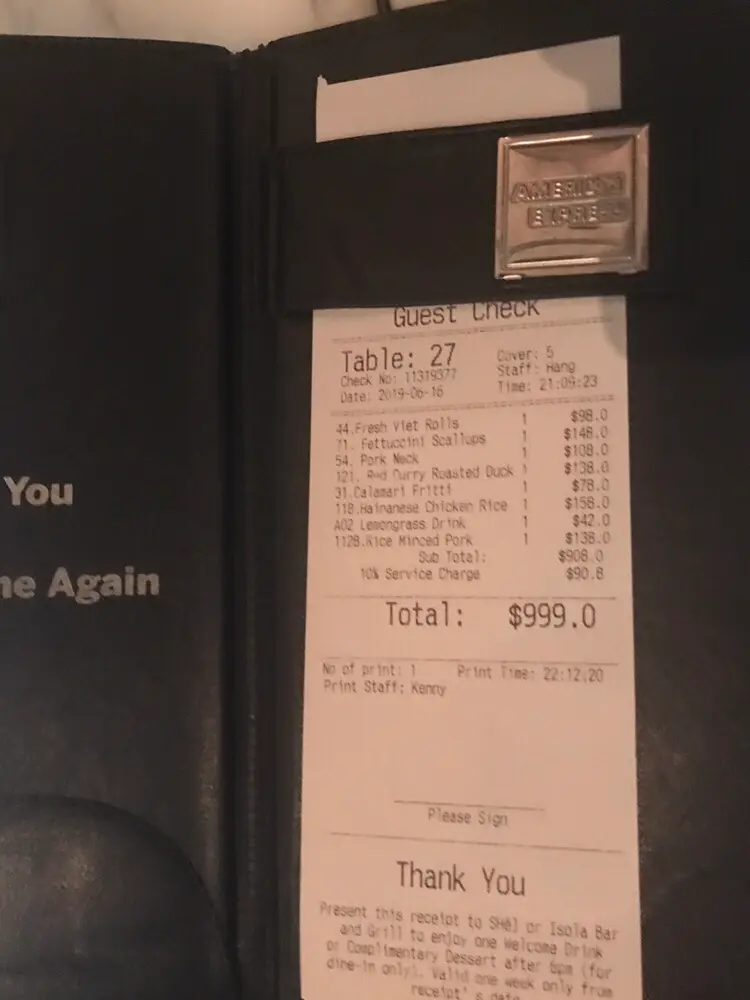 AMERICAN
EXPRESS
You
me Again
Guest Check
Table: 27 Cover: 5
Check No: 11319377 Staff: Hang
Date: 2019-06-16 Time: 21:09:23
44.Fresh Viet Rolls 1 $98.0
71. Fettuccini Scallops 1 $148.0
54. Pork Neck 1 $108.0
121. Red Curry Roasted Duck 1 $138.0
31.Calamari Fritti 1 $78.0
118.Hainanese Chicken Rice 1 $158.0
A02 Lemongrass Drink 1 $42.0
112B.Rice Minced Pork 1 $138.0
Sub Total: $908.0
10% Service Charge $90.8
Total: $999.0
No of print: 1 Print Time: 22:12:20
Print Staff: Kenny
Please Sign
Thank You
Present this receipt to or Isola Bar
and Grill to enjoy one Welcome Drink
or Complimentary Dessert after 6pm (for
dine-in only). Valid one week only from
receipt's date